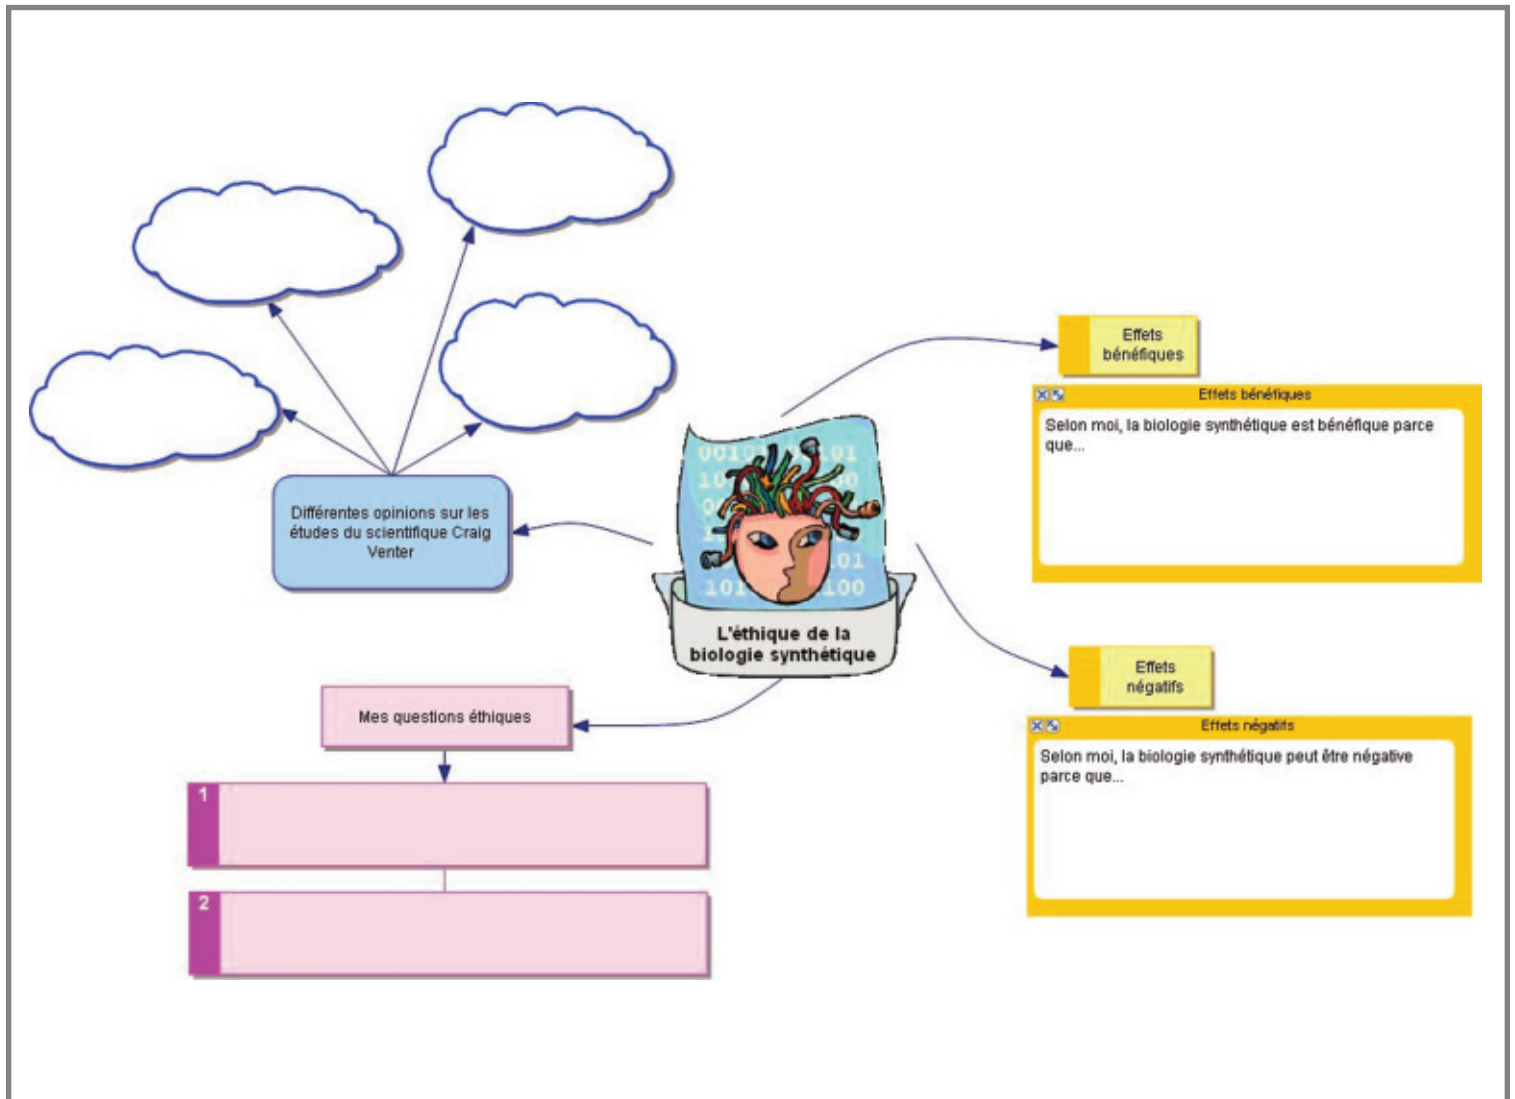 Effets
bénéfiques
Effets bénéfiques
Selon moi, la biologie synthétique est bénéfique parce
que...
Différentes opinions sur les
études du scientifique Craig
Venter
L'éthique de la
biologie synthétique
Effets
négatifs
Effets négatifs
Selon moi, la biologie synthétique peut être négative
parce que...
Mes questions éthiques
1
2